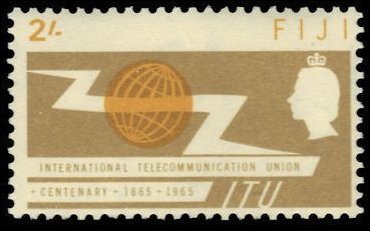 2/- FIJI
INTERNATIONAL TELECOMMUNICATION UNION
• CENTENARY • 1865 • 1965 ITU